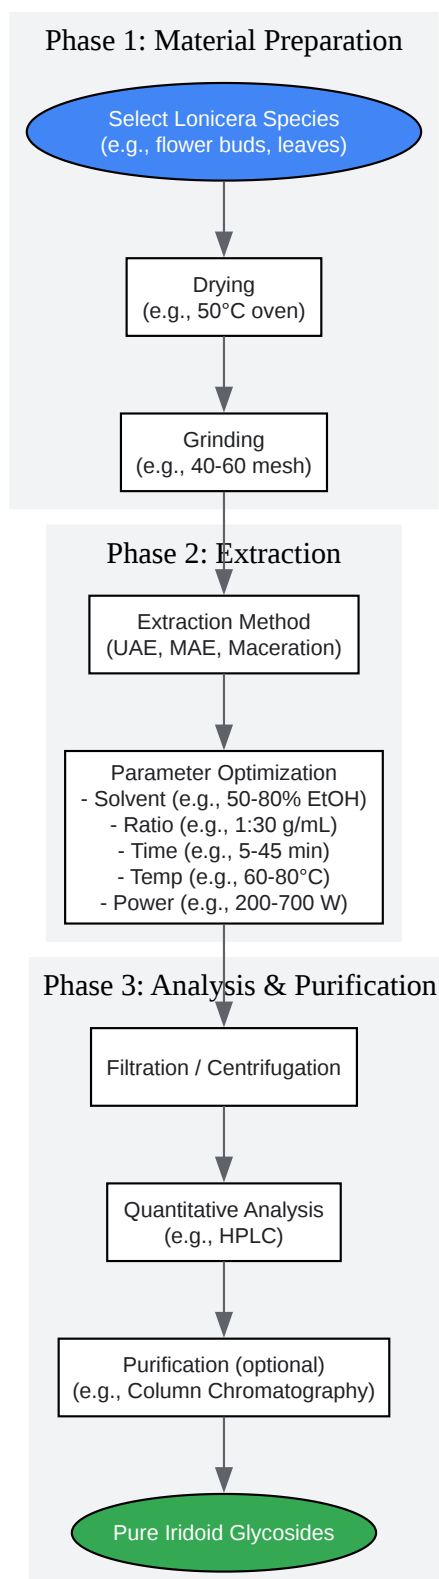 Phase 1: Material Preparation
Select Lonicera Species
(e.g., flower buds, leaves)
Drying
(e.g., 50°C oven)
Grinding
(e.g., 40-60 mesh)
Phase 2: Extraction
Extraction Method
(UAE, MAE, Maceration)
Parameter Optimization
- Solvent (e.g., 50-80% EtOH)
- Ratio (e.g., 1:30 g/mL)
- Time (e.g., 5-45 min)
- Temp (e.g., 60-80°C)
- Power (e.g., 200-700 W)
Phase 3: Analysis & Purification
Filtration / Centrifugation
Quantitative Analysis
(e.g., HPLC)
Purification (optional)
(e.g., Column Chromatography)
Pure Iridoid Glycosides